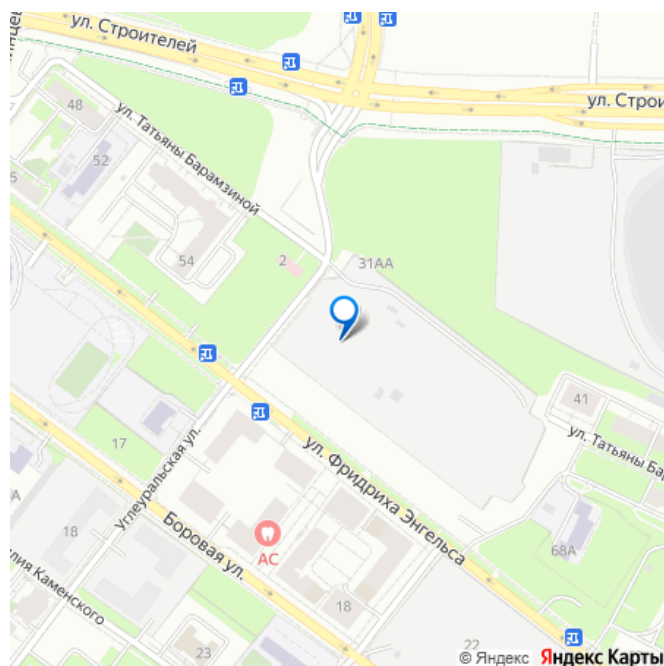 ул. Строителей
ул. Строи
48
ул. Татьяны Барамзиной
52
5
54
2
31АА
41
ул. Татьяны Бар
17
Углеуральская ул.
ул. Фридриха Энгельса
18
Боровая ул.
АС
68А
Каменского
18
23
22
© Яндекс Яндекс Карты